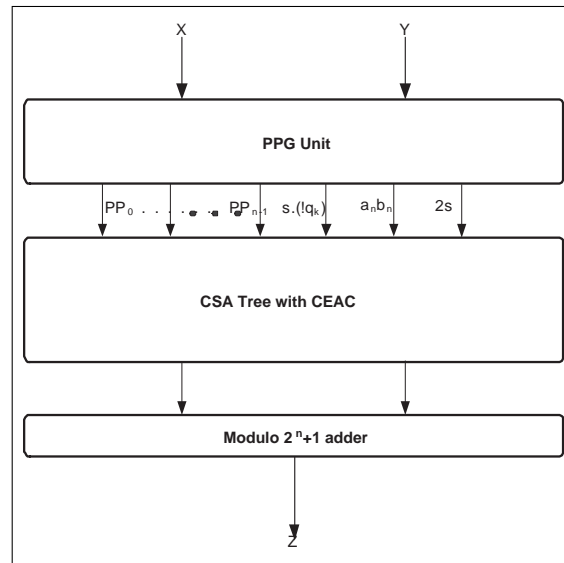 X Y
PPG Unit
PP0 . . . . . . . PPn-1 s.(!qk) anbn 2s
CSA Tree with CEAC
Modulo 2n+1 adder
Z